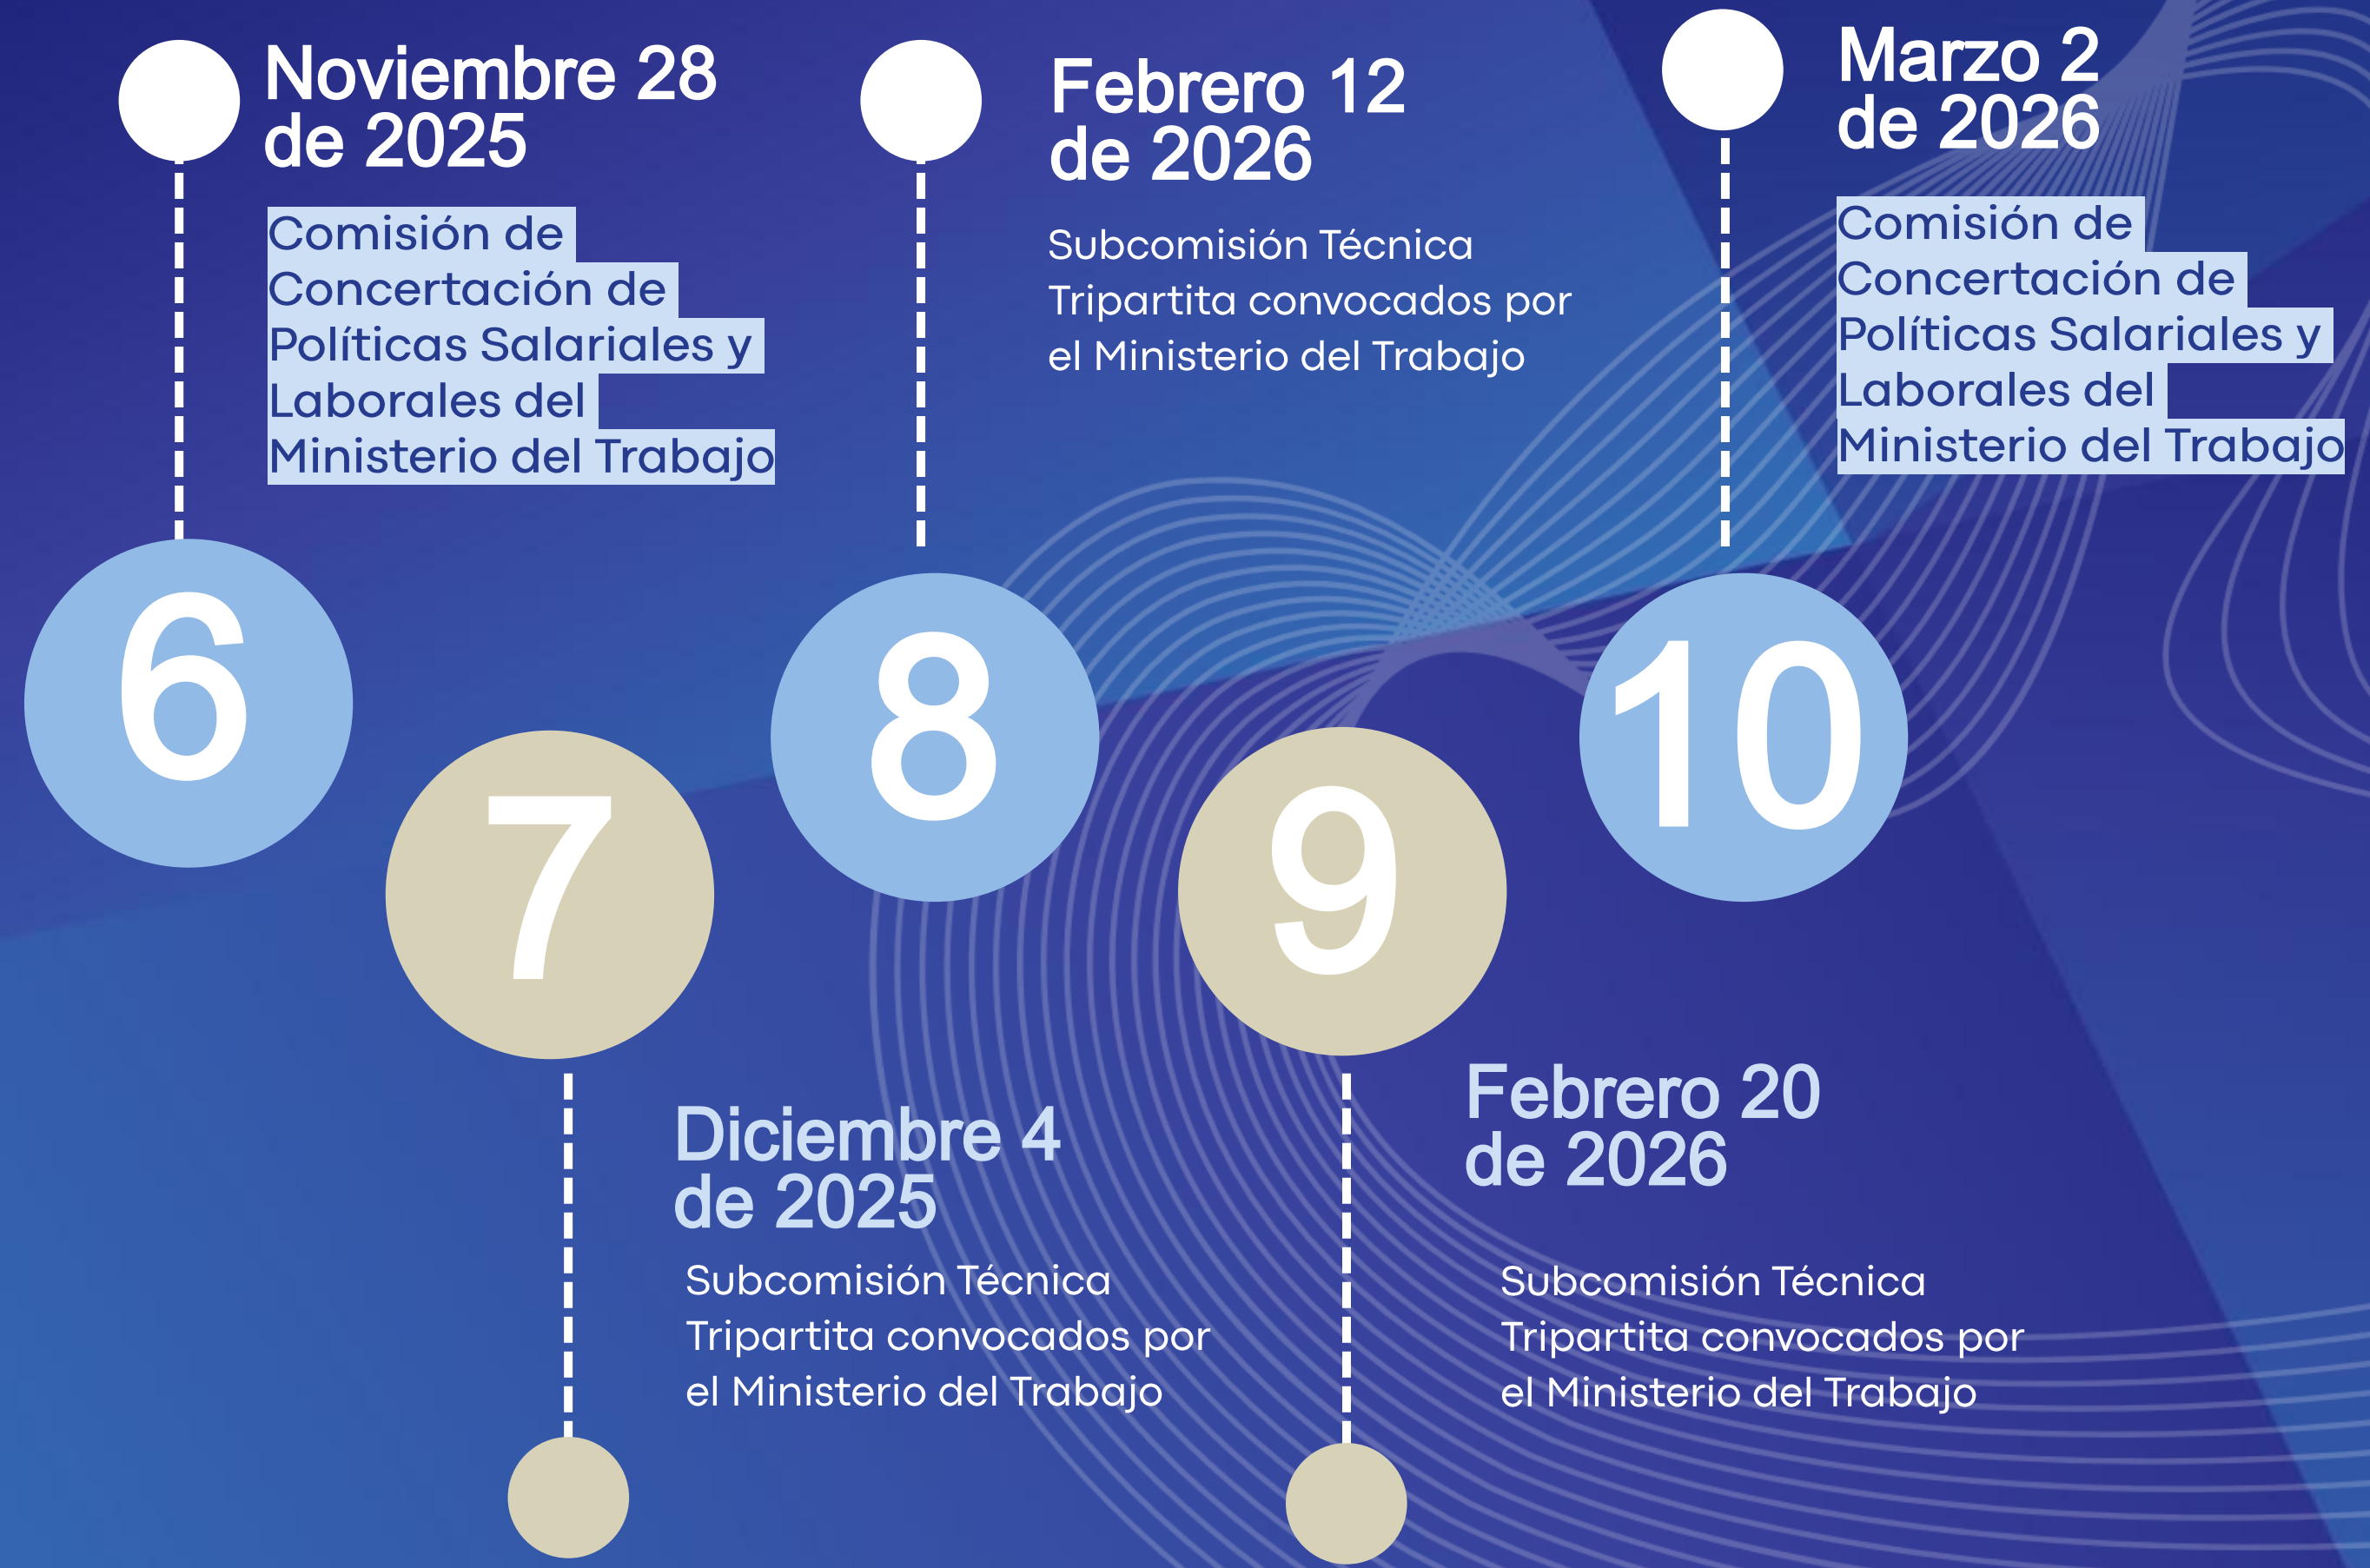 Noviembre 28
de 2025
Comisión de
Concertación de
Políticas Salariales y
Laborales del
Ministerio del Trabajo
6
Diciembre 4
de 2025
Subcomisión Técnica
Tripartita convocados por
el Ministerio del Trabajo
7
Febrero 12
de 2026
Subcomisión Técnica
Tripartita convocados por
el Ministerio del Trabajo
8
Febrero 20
de 2026
Subcomisión Técnica
Tripartita convocados por
el Ministerio del Trabajo
9
Marzo 2
de 2026
Comisión de
Concertación de
Políticas Salariales y
Laborales del
Ministerio del Trabajo
10